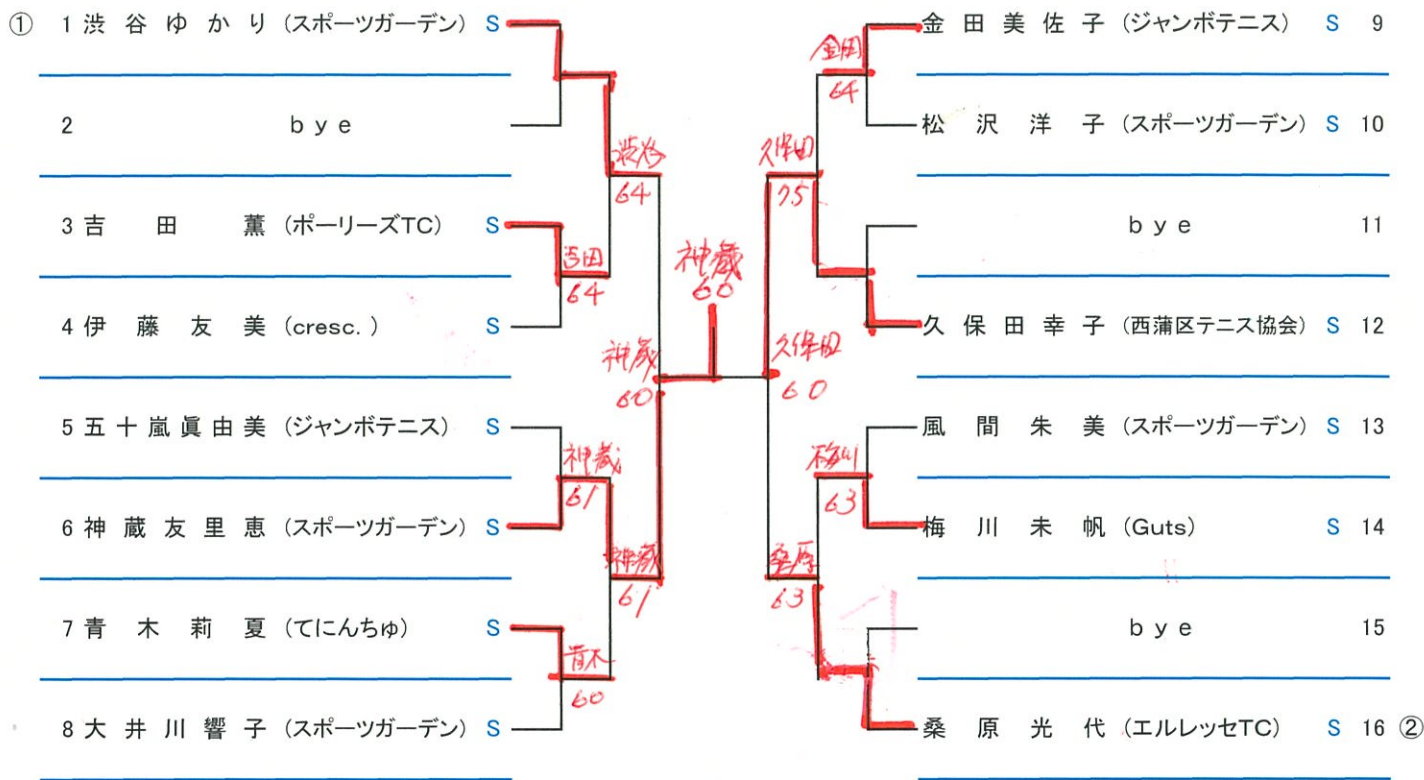 ① 1 渋谷ゆかり (スポーツガーデン) S
2 bye
3 吉田薫 (ポーリーズTC) S
4 伊藤友美 (cresc.) S
5 五十嵐眞由美 (ジャンボテニス) S
6 神蔵友里恵 (スポーツガーデン) S
7 青木莉夏 (てにんちゅ) S
8 大井川響子 (スポーツガーデン) S
渋谷
64
吉田
64
神蔵
60
神蔵
61
神蔵
61
青木
60
神蔵
60
金田
64
久保田
75
久保田
60
梅川
63
桑原
63
金田美佐子 (ジャンボテニス) S 9
松沢洋子 (スポーツガーデン) S 10
bye 11
久保田幸子 (西蒲区テニス協会) S 12
風間朱美 (スポーツガーデン) S 13
梅川未帆 (Guts) S 14
bye 15
桑原光代 (エルレッセTC) S 16 ②